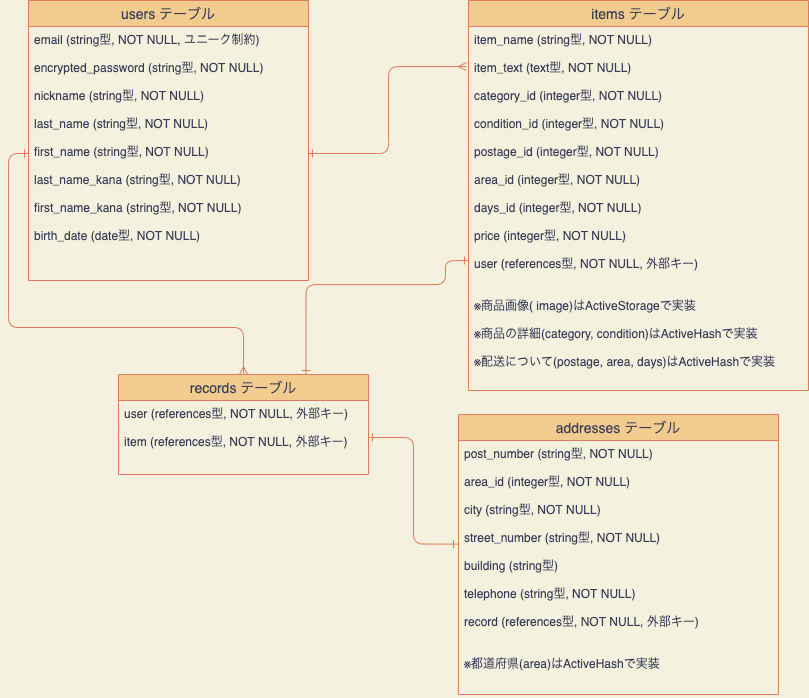 users テーブル
email (string型, NOT NULL, ユニーク制約)
encrypted_password (string型, NOT NULL)
nickname (string型, NOT NULL)
last_name (string型, NOT NULL)
first_name (string型, NOT NULL)
last_name_kana (string型, NOT NULL)
first_name_kana (string型, NOT NULL)
birth_date (date型, NOT NULL)
items テーブル
item_name (string型, NOT NULL)
item_text (text型, NOT NULL)
category_id (integer型, NOT NULL)
condition_id (integer型, NOT NULL)
postage_id (integer型, NOT NULL)
area_id (integer型, NOT NULL)
days_id (integer型, NOT NULL)
price (integer型, NOT NULL)
user (references型, NOT NULL, 外部キー)
※商品画像( image)はActiveStorageで実装
※商品の詳細(category, condition)はActiveHashで実装
※配送について(postage, area, days)はActiveHashで実装
records テーブル
user (references型, NOT NULL, 外部キー)
item (references型, NOT NULL, 外部キー)
addresses テーブル
post_number (string型, NOT NULL)
area_id (integer型, NOT NULL)
city (string型, NOT NULL)
street_number (string型, NOT NULL)
building (string型)
telephone (string型, NOT NULL)
record (references型, NOT NULL, 外部キー)
※都道府県(area)はActiveHashで実装